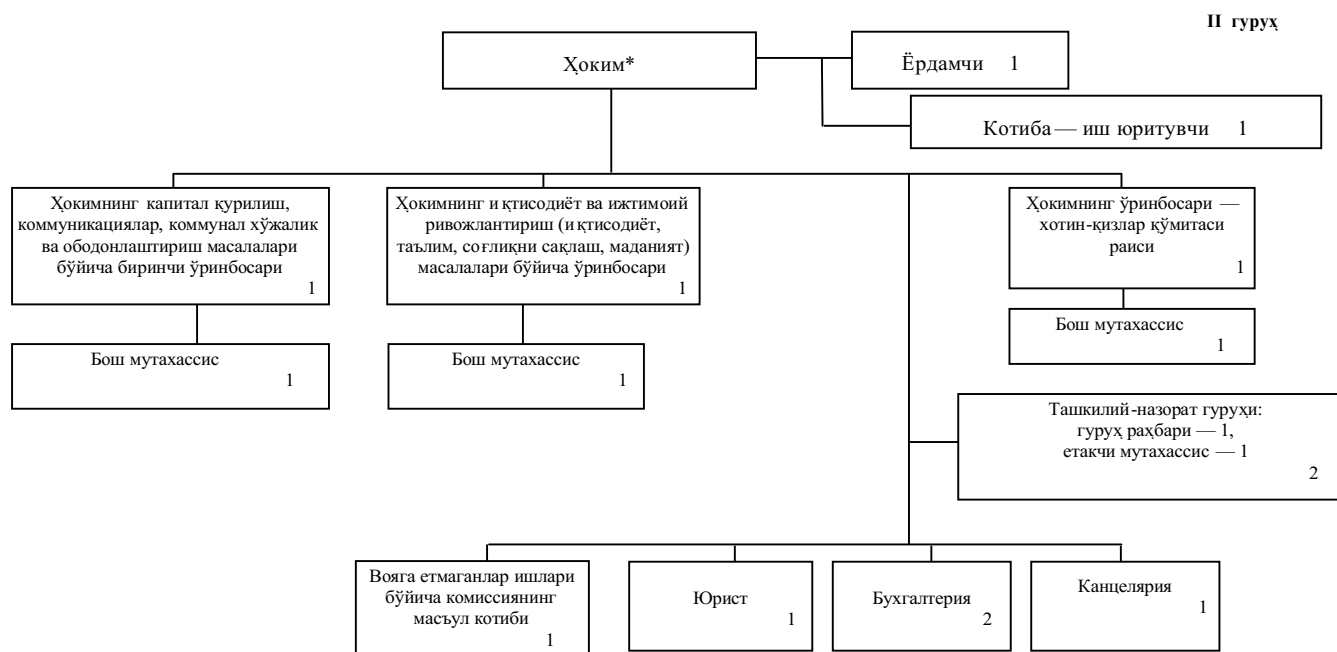 II гуруҳ
Ҳоким*
Ёрдамчи 1
Котиба — иш юритувчи 1
Ҳокимнинг капитал қурилиш,
коммуникациялар, коммунал хўжалик
ва ободонлаштириш масалалари
бўйича биринчи ўринбосари
1
Ҳокимнинг иқтисодиёт ва ижтимоий
ривожлантириш (иқтисодиёт,
таълим, соғлиқни сақлаш, маданият)
масалалари бўйича ўринбосари
1
Ҳокимнинг ўринбосари —
хотин-қизлар қўмитаси
раиси
1
Бош мутахассис
1
Бош мутахассис
1
Бош мутахассис
1
Ташкилий-назорат гуруҳи:
гуруҳ раҳбари — 1,
етакчи мутахассис — 1
2
Вояга етмаганлар ишлари
бўйича комиссиянинг
масъул котиби
1
Юрист
1
Бухгалтерия
2
Канцелярия
1